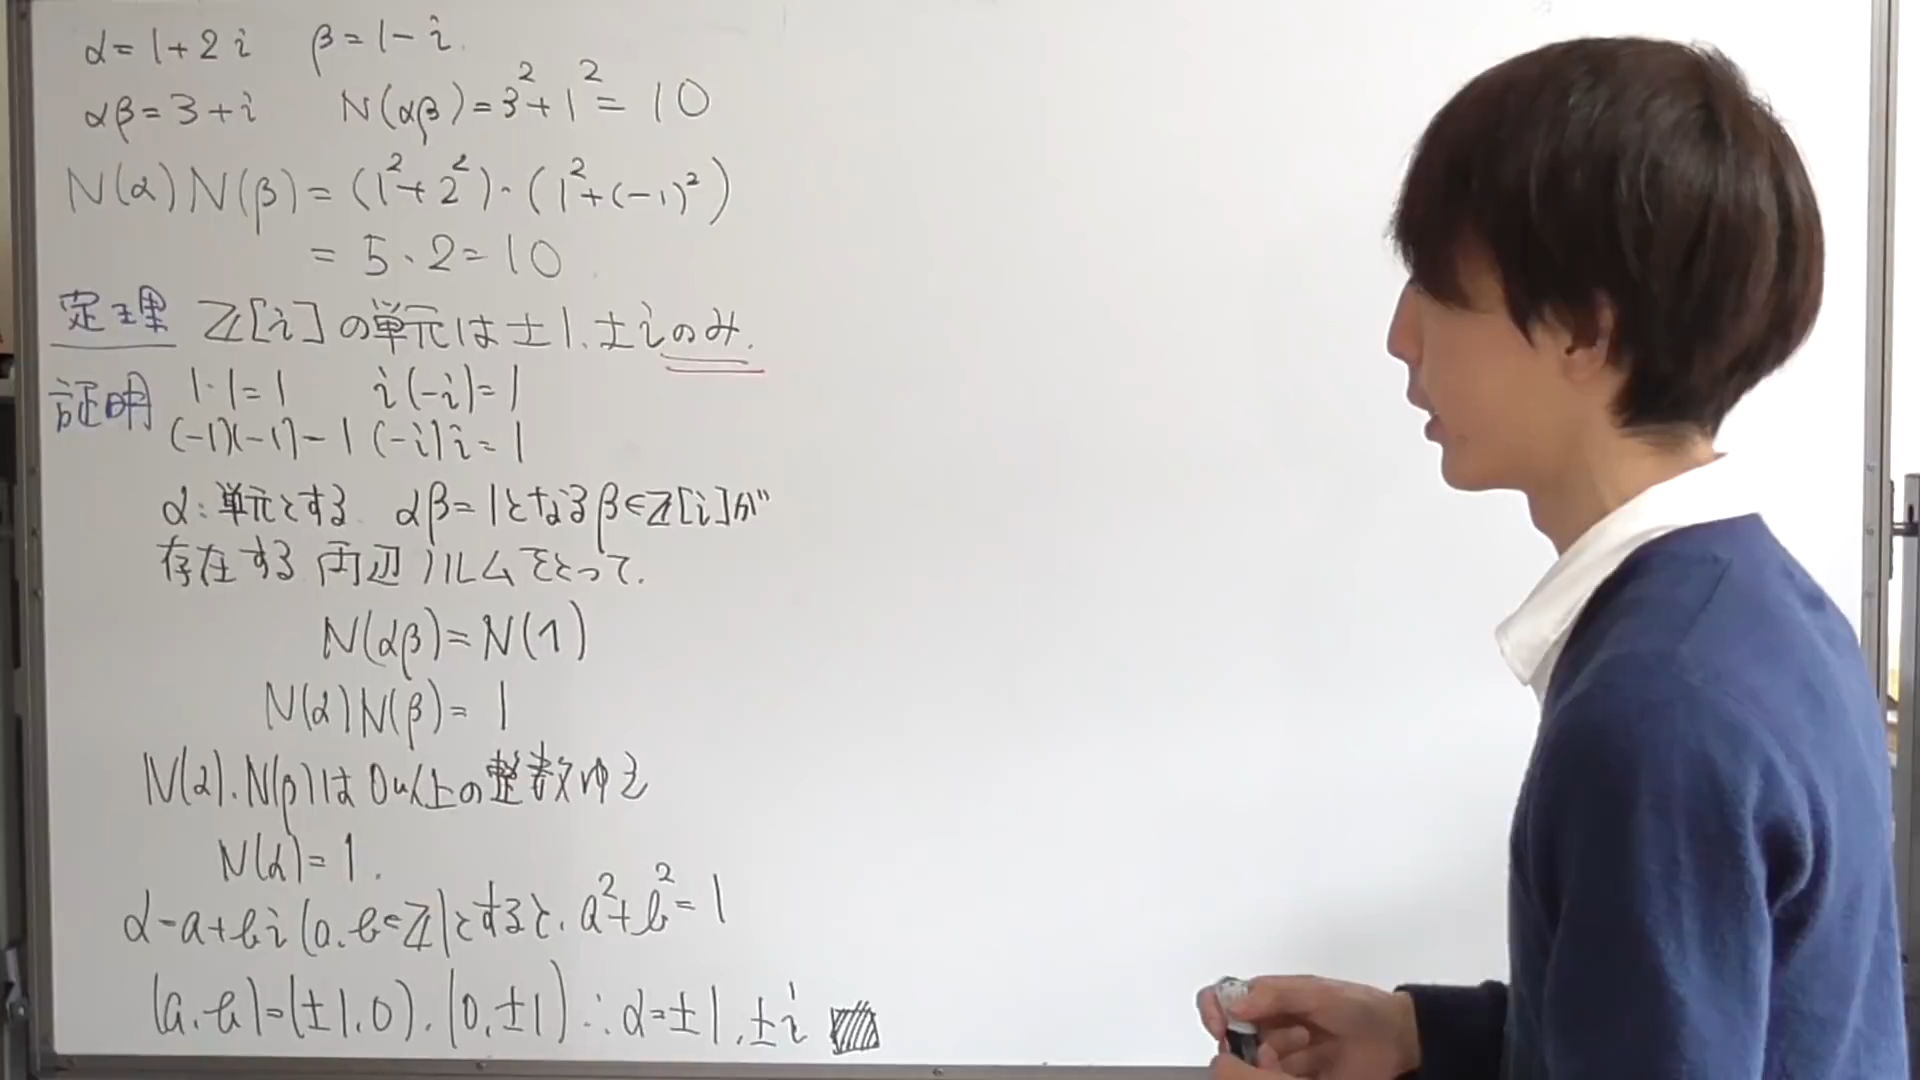 α=1+2i β=1-i.
αβ=3+i N(αβ)=3²+1²=10
N(α)N(β)=(1²+2²)·(1²+(-1)²)
=5·2=10
定理 ℤ[i]の単元は±1,±iのみ.
証明 1·1=1 i(-i)=1
(-1)(-1)=1 (-i)i=1
α:単元とする. αβ=1となるβ∈ℤ[i]が
存在する 両辺ノルムをとって.
N(αβ)=N(1)
N(α)N(β)=1
N(α),N(β)は0以上の整数ゆえ
N(α)=1.
α=a+bi(a,b∈ℤ)とすると,a²+b²=1
(a,b)=(±1,0),(0,±1)∴α=±1,±i